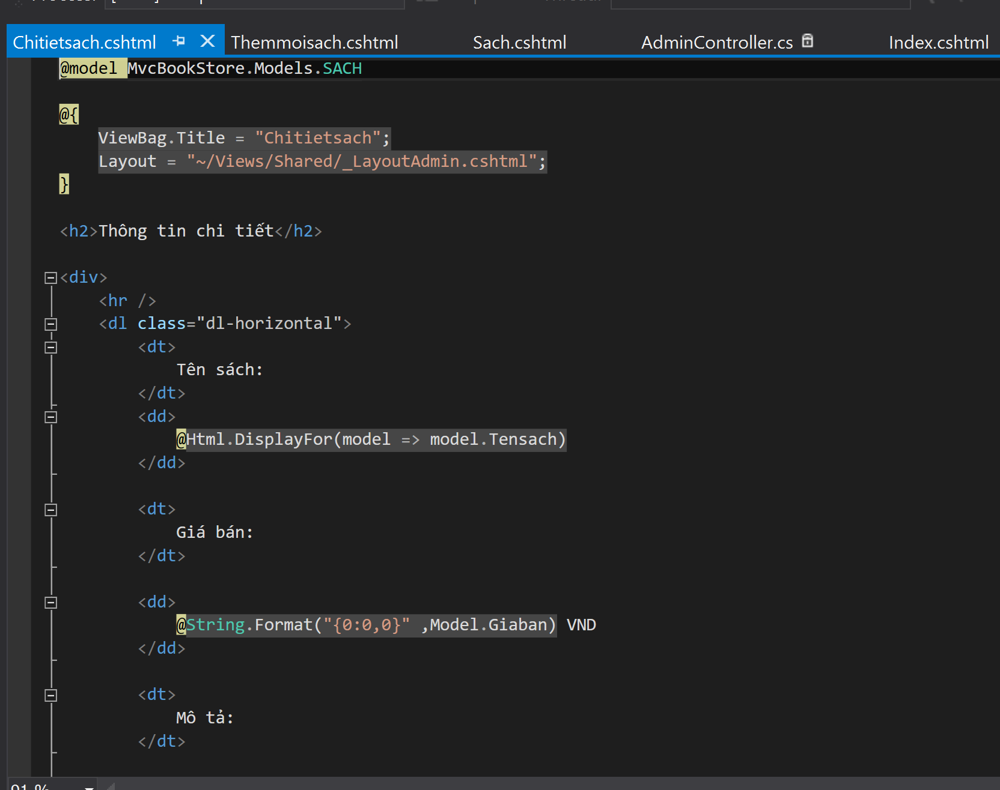 Chitietsach.cshtml Themmoisach.cshtml Sach.cshtml AdminController.cs Index.cshtml
@model MvcBookStore.Models.SACH
@{
ViewBag.Title = "Chitietsach";
Layout = "~/Views/Shared/_LayoutAdmin.cshtml";
}
<h2>Thông tin chi tiết</h2>
<div>
<hr />
<dl class="dl-horizontal">
<dt>
Tên sách:
</dt>
<dd>
@Html.DisplayFor(model => model.Tensach)
</dd>
<dt>
Giá bán:
</dt>
<dd>
@String.Format("{0:0,0}" ,Model.Giaban) VND
</dd>
<dt>
Mô tả:
</dt>
91 %